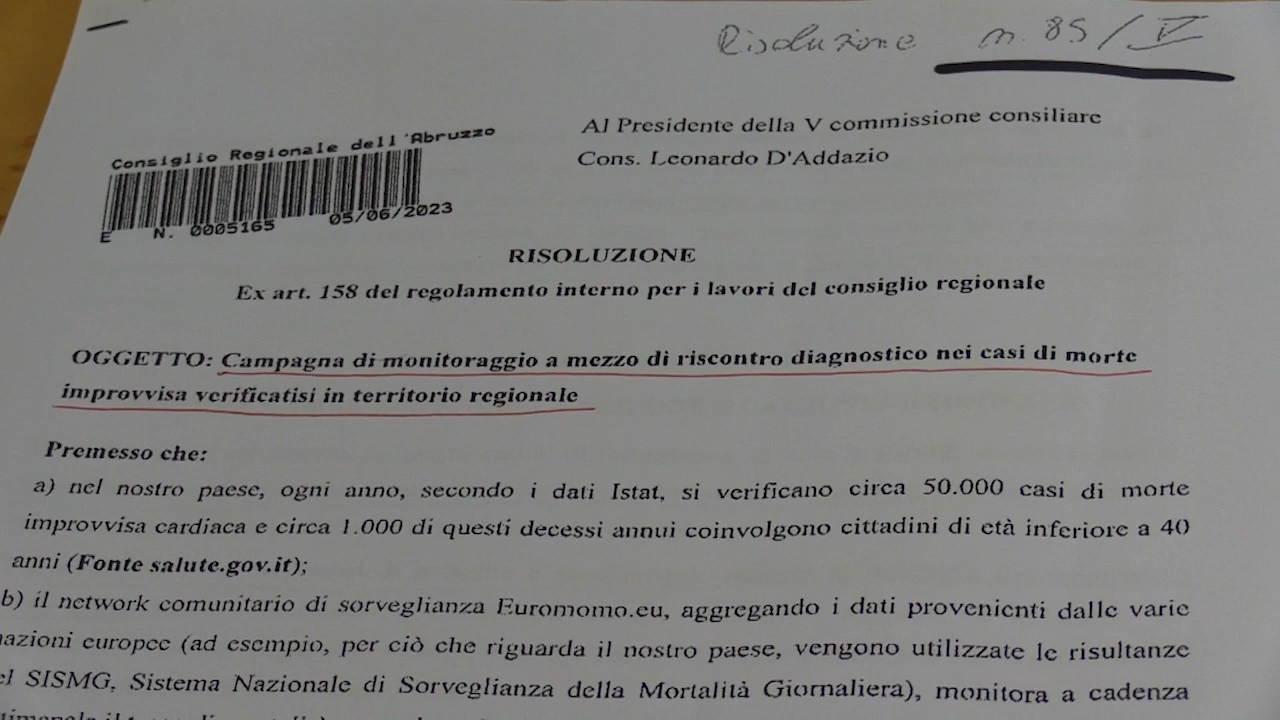 Risoluzione n. 85/V
Consiglio Regionale dell'Abruzzo
E N. 0005165 05/06/2023
Al Presidente della V commissione consiliare
Cons. Leonardo D'Addazio
RISOLUZIONE
Ex art. 158 del regolamento interno per i lavori del consiglio regionale
OGGETTO: Campagna di monitoraggio a mezzo di riscontro diagnostico nei casi di morte
improvvisa verificatisi in territorio regionale
Premesso che:
a) nel nostro paese, ogni anno, secondo i dati Istat, si verificano circa 50.000 casi di morte
improvvisa cardiaca e circa 1.000 di questi decessi annui coinvolgono cittadini di età inferiore a 40
anni (Fonte salute.gov.it);
b) il network comunitario di sorveglianza Euromomo.eu, aggregando i dati provenienti dalle varie
nazioni europee (ad esempio, per ciò che riguarda il nostro paese, vengono utilizzate le risultanze
el SISMG, Sistema Nazionale di Sorveglianza della Mortalità Giornaliera), monitora a cadenza